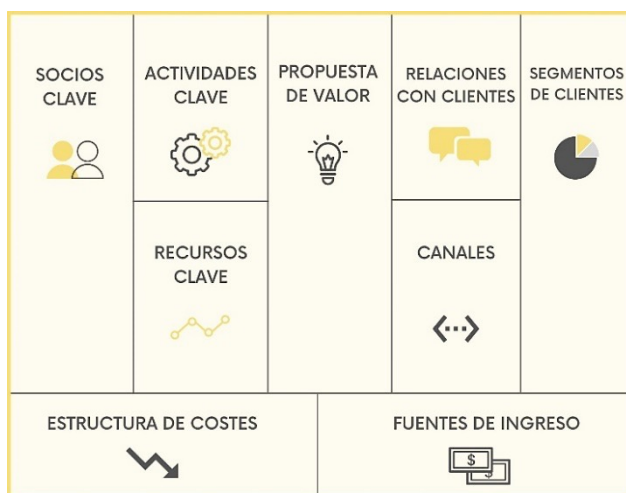 SOCIOS
CLAVE
ACTIVIDADES
CLAVE
PROPUESTA
DE VALOR
RELACIONES
CON CLIENTES
SEGMENTOS
DE CLIENTES
RECURSOS
CLAVE
CANALES
ESTRUCTURA DE COSTES
FUENTES DE INGRESO
$
$